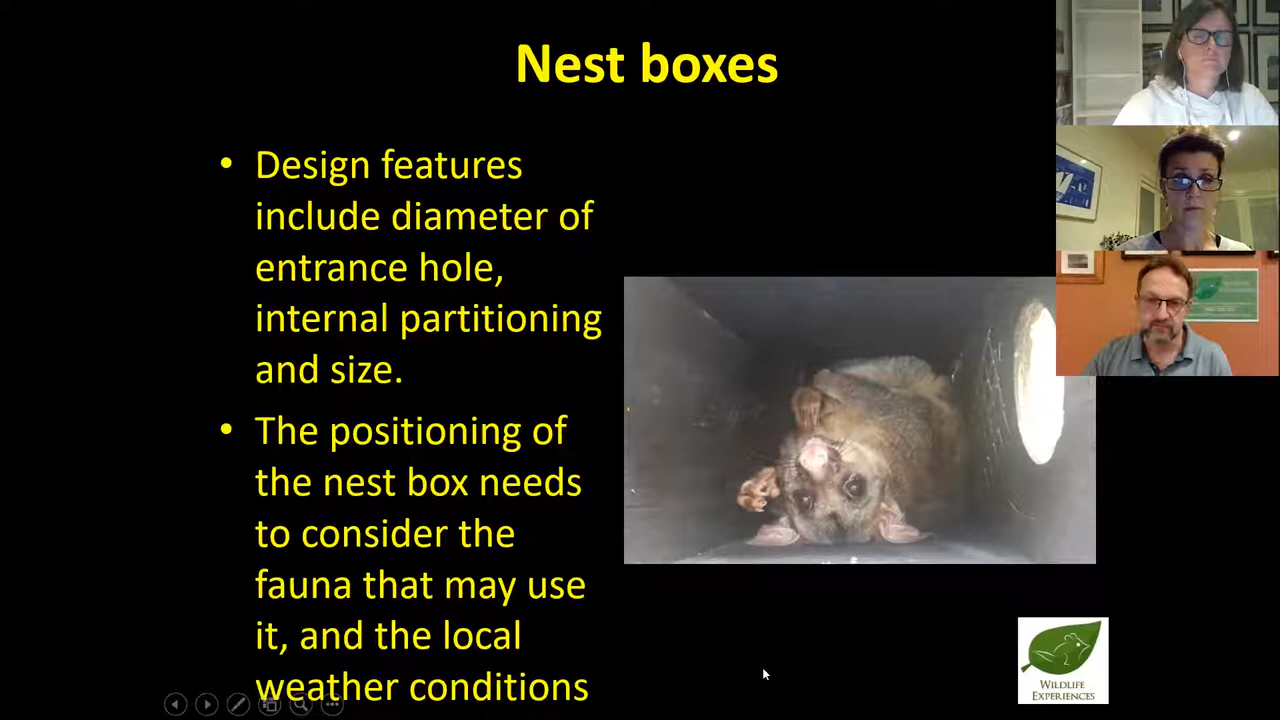 Nest boxes
• Design features
include diameter of
entrance hole,
internal partitioning
and size.
• The positioning of
the nest box needs
to consider the
fauna that may use
it, and the local
weather conditions
WILDLIFE
EXPERIENCES